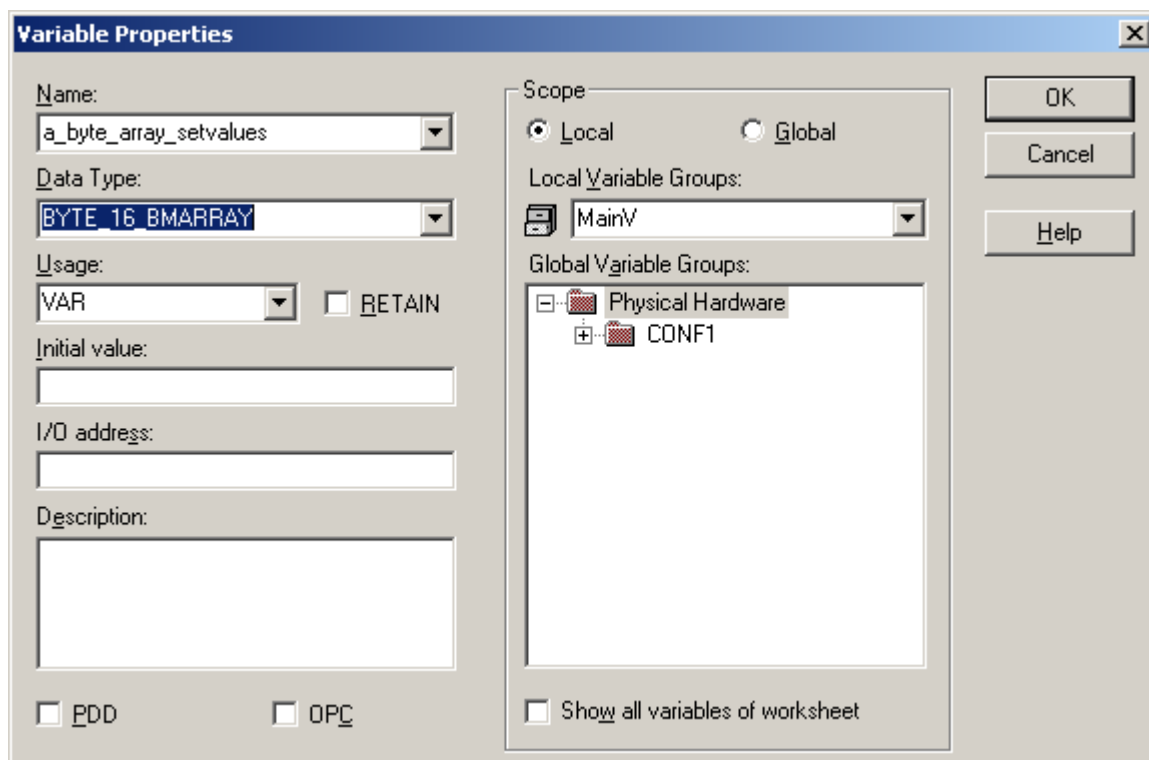 Variable Properties
Name:
a_byte_array_setvalues
Data Type:
BYTE_16_BMARRAY
Usage:
VAR
RETAIN
Initial value:
I/O address:
Description:
PDD
OPC
Scope
Local
Global
Local Variable Groups:
MainV
Global Variable Groups:
Physical Hardware
CONF1
Show all variables of worksheet
OK
Cancel
Help